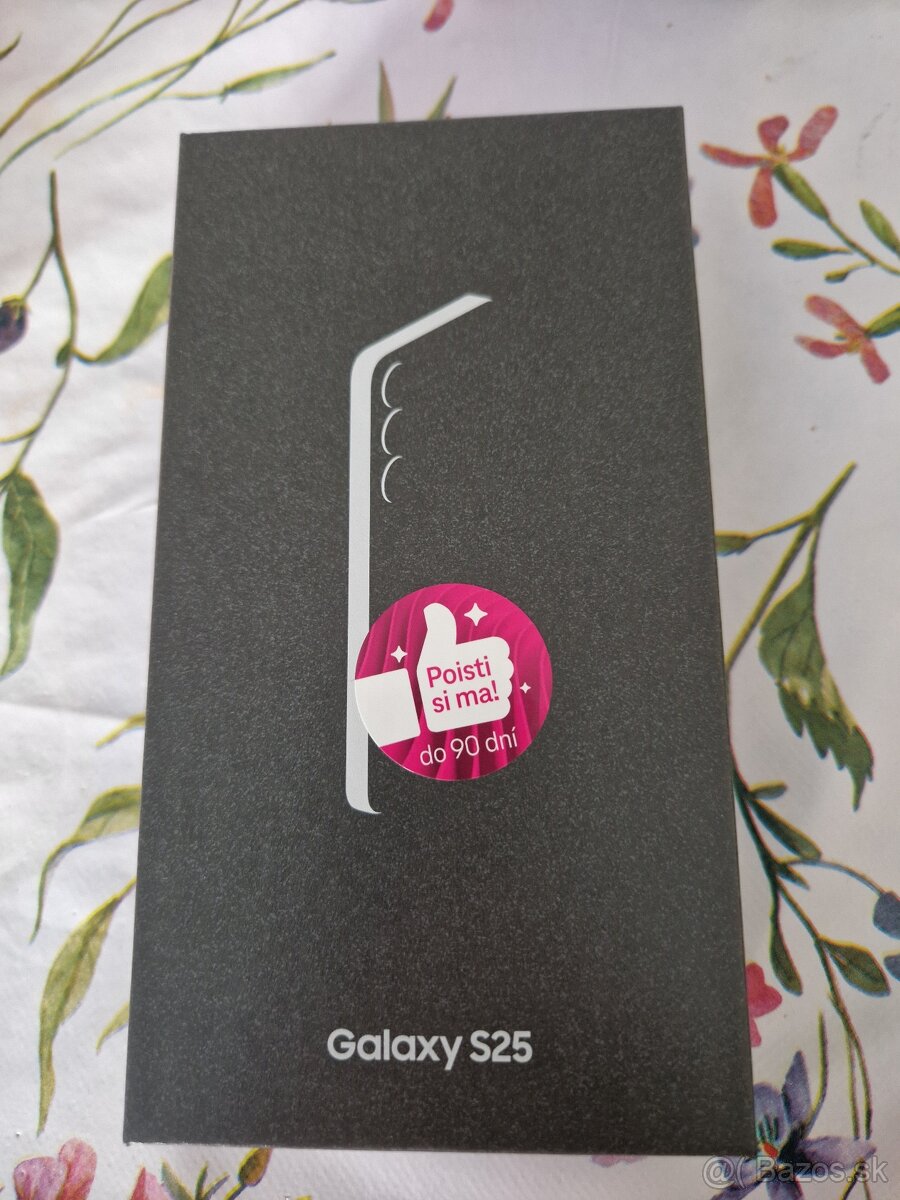 Poisti
si ma!
do 90 dní
Galaxy S25
@( Bazos.sk